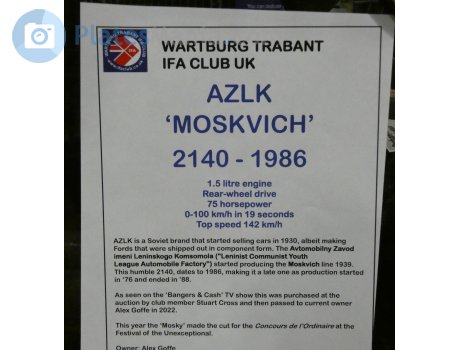 WARTBURG TRABANT
IFA CLUB UK
IFA
AZLK
‘MOSKVICH’
2140 - 1986
1.5 litre engine
Rear-wheel drive
75 horsepower
0-100 km/h in 19 seconds
Top speed 142 km/h
AZLK is a Soviet brand that started selling cars in 1930, albeit making
Fords that were shipped out in component form. The Avtomobilny Zavod
imeni Leninskogo Komsomola ("Leninist Communist Youth
League Automobile Factory") started producing the Moskvich line 1939.
This humble 2140, dates to 1986, making it a late one as production started
in '76 and ended in '88.
As seen on the 'Bangers & Cash' TV show this was purchased at the
auction by club member Stuart Cross and then passed to current owner
Alex Goffe in 2022.
This year the 'Mosky' made the cut for the Concours de l'Ordinaire at the
Festival of the Unexceptional.
Owner: Alex Goffe